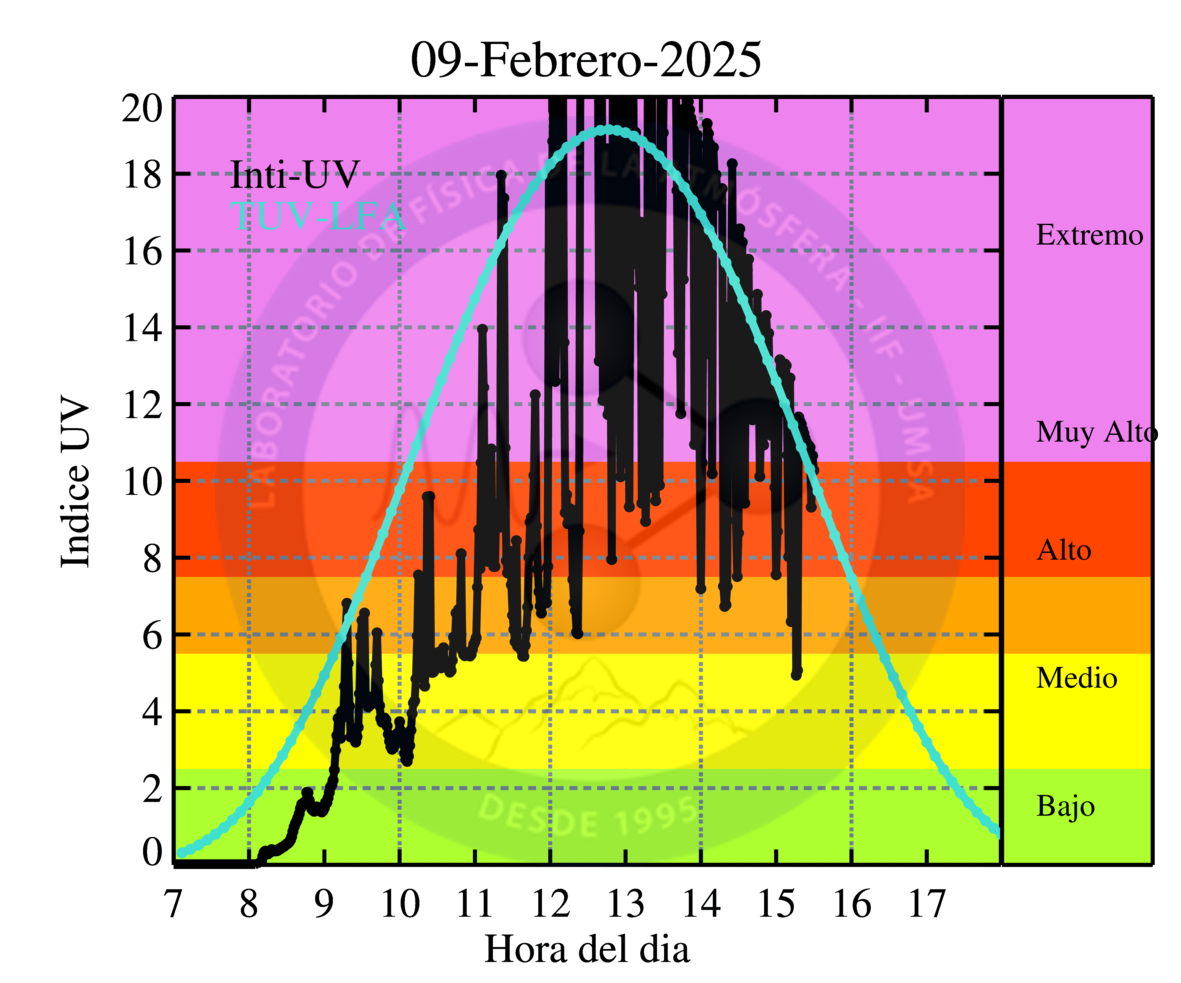 09-Febrero-2025
20
18
16
14
12
10
8
6
4
2
0
Indice UV
Inti-UV
TUV-LFA
LABORATORIO DE FÍSICA DE LA ATMÓSFERA - IIF - UMSA
DESDE 1995
Extremo
Muy Alto
Alto
Medio
Bajo
7 8 9 10 11 12 13 14 15 16 17
Hora del dia